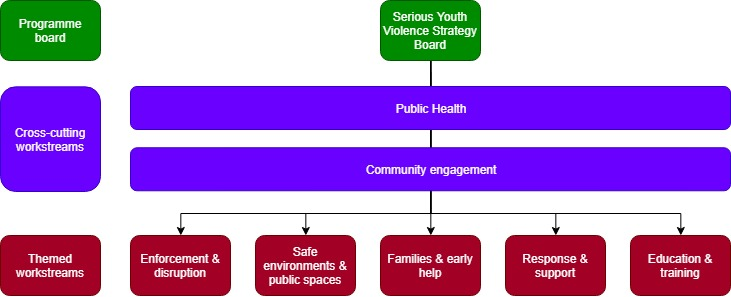 Programme
board
Serious Youth
Violence Strategy
Board
Cross-cutting
workstreams
Public Health
Community engagement
Themed
workstreams
Enforcement &
disruption
Safe
environments &
public spaces
Families & early
help
Response &
support
Education &
training